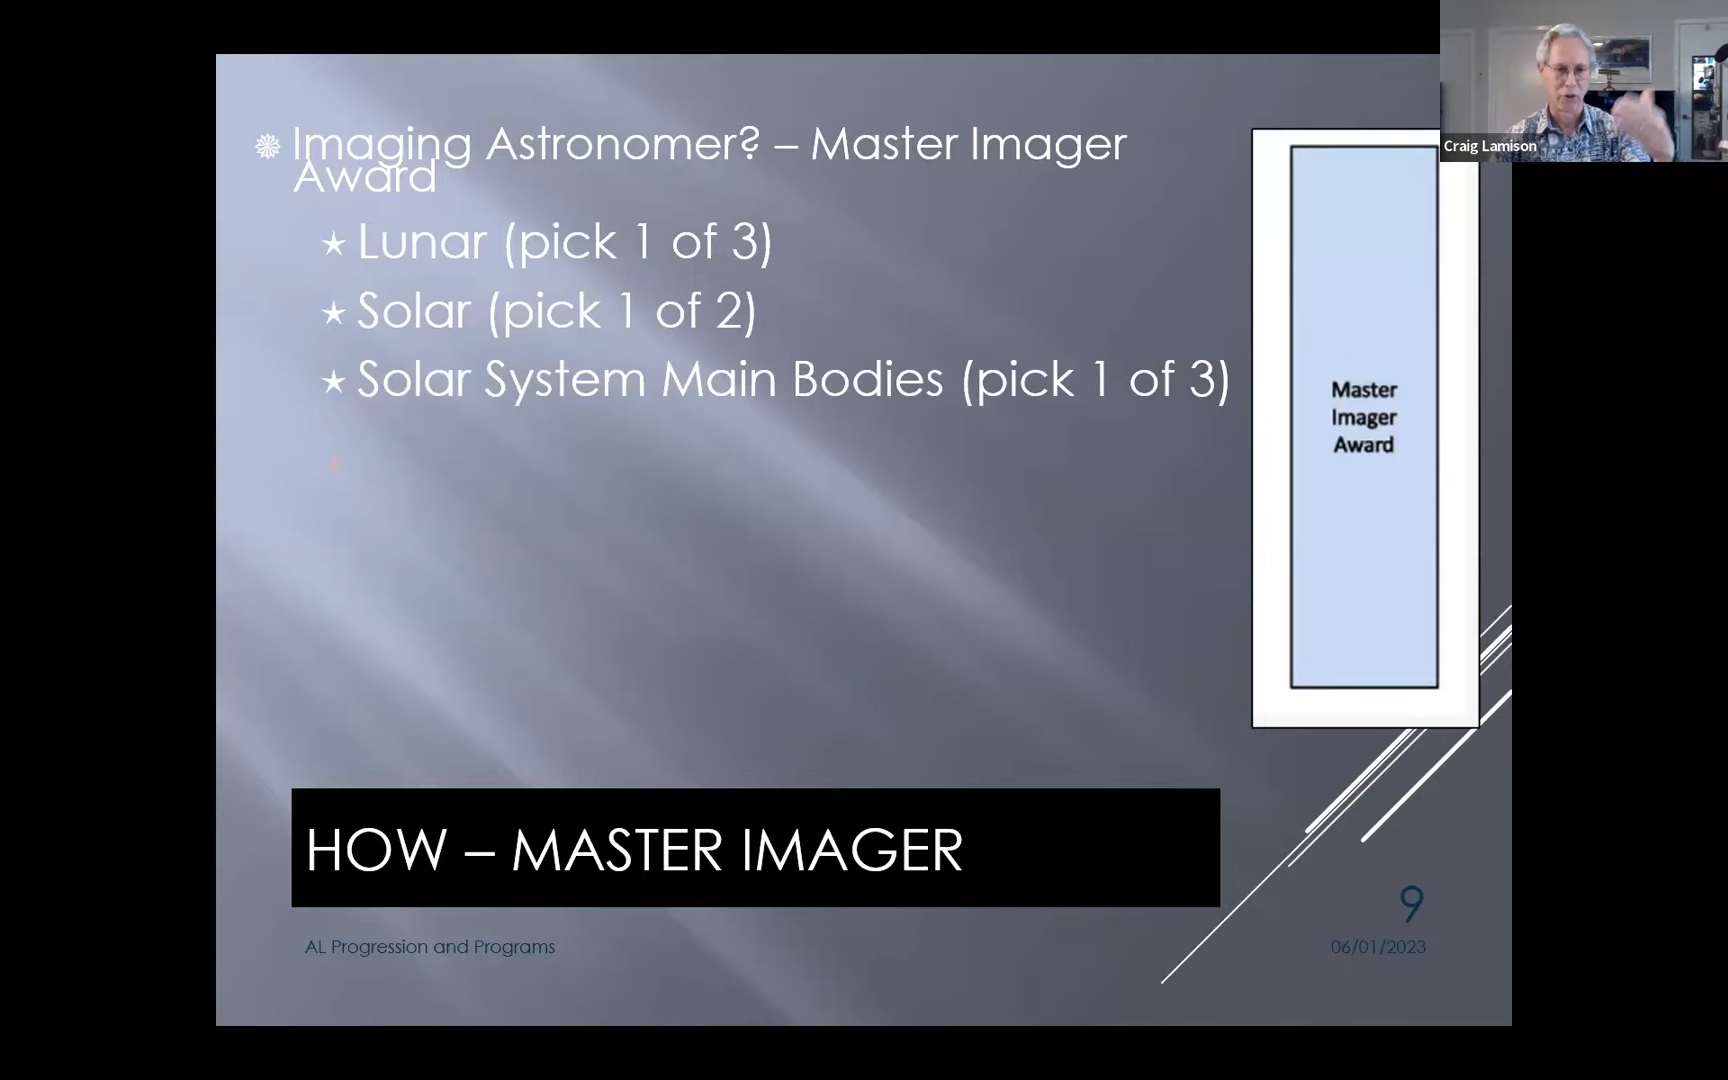 Imaging Astronomer? – Master Imager
Award
Lunar (pick 1 of 3)
Solar (pick 1 of 2)
Solar System Main Bodies (pick 1 of 3)
Master
Imager
Award
Craig Lamison
HOW – MASTER IMAGER
9
AL Progression and Programs
06/01/2023